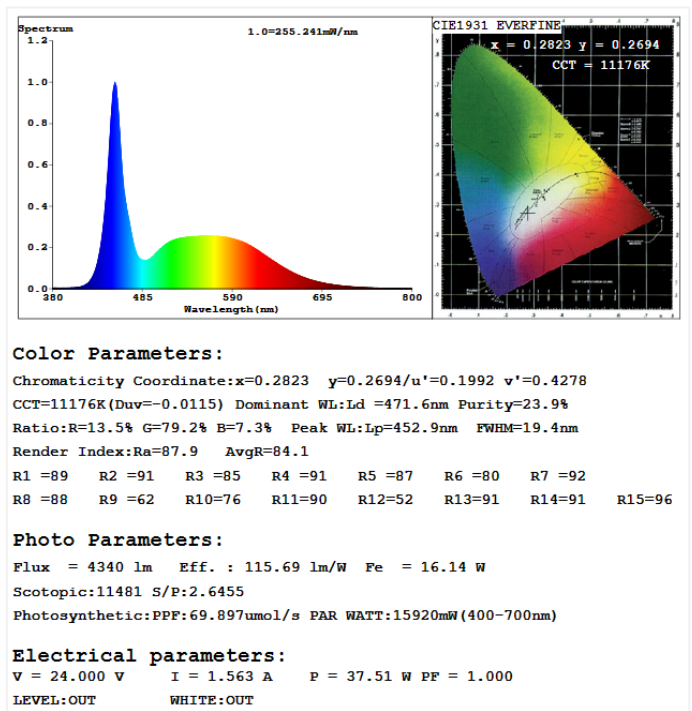 Spectrum
1.0=255.241mW/nm
1.2
1.0
0.8
0.6
0.4
0.2
0.0
380 485 590 695 800
Wavelength(nm)
CIE1931 EVERFINE
x = 0.2823 y = 0.2694
CCT = 11176K
Color Parameters:
Chromaticity Coordinate:x=0.2823 y=0.2694/u'=0.1992 v'=0.4278
CCT=11176K(Duv=-0.0115) Dominant WL:Ld =471.6nm Purity=23.9%
Ratio:R=13.5% G=79.2% B=7.3% Peak WL:Lp=452.9nm FWHM=19.4nm
Render Index:Ra=87.9 AvgR=84.1
R1 =89 R2 =91 R3 =85 R4 =91 R5 =87 R6 =80 R7 =92
R8 =88 R9 =62 R10=76 R11=90 R12=52 R13=91 R14=91 R15=96
Photo Parameters:
Flux = 4340 lm Eff. : 115.69 lm/W Fe = 16.14 W
Scotopic:11481 S/P:2.6455
Photosynthetic:PPF:69.897umol/s PAR WATT:15920mW(400-700nm)
Electrical parameters:
V = 24.000 V I = 1.563 A P = 37.51 W PF = 1.000
LEVEL:OUT WHITE:OUT